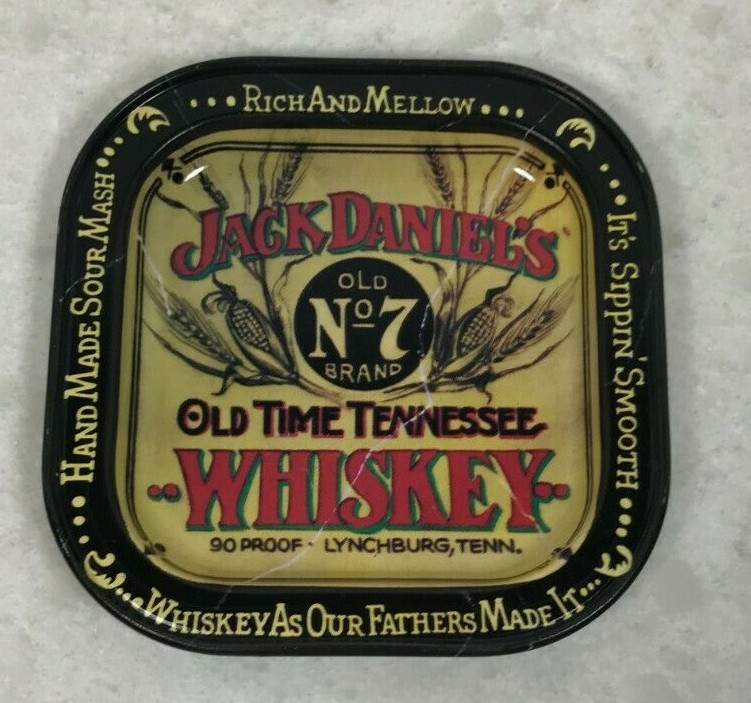 •••RICH AND MELLOW•••
HAND MADE SOUR MASH
•••IT'S SIPPIN' SMOOTH•••
JACK DANIEL'S
OLD
No 7
BRAND
OLD TIME TENNESSEE
••WHISKEY••
90 PROOF · LYNCHBURG, TENN.
•••WHISKEY AS OUR FATHERS MADE IT•••